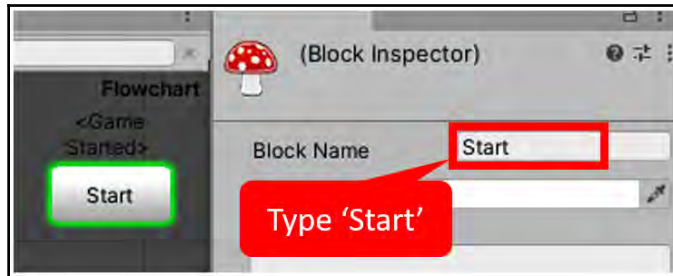 (Block Inspector)
Flowchart
<Game
Started>
Start
Block Name
Start
Type ‘Start’